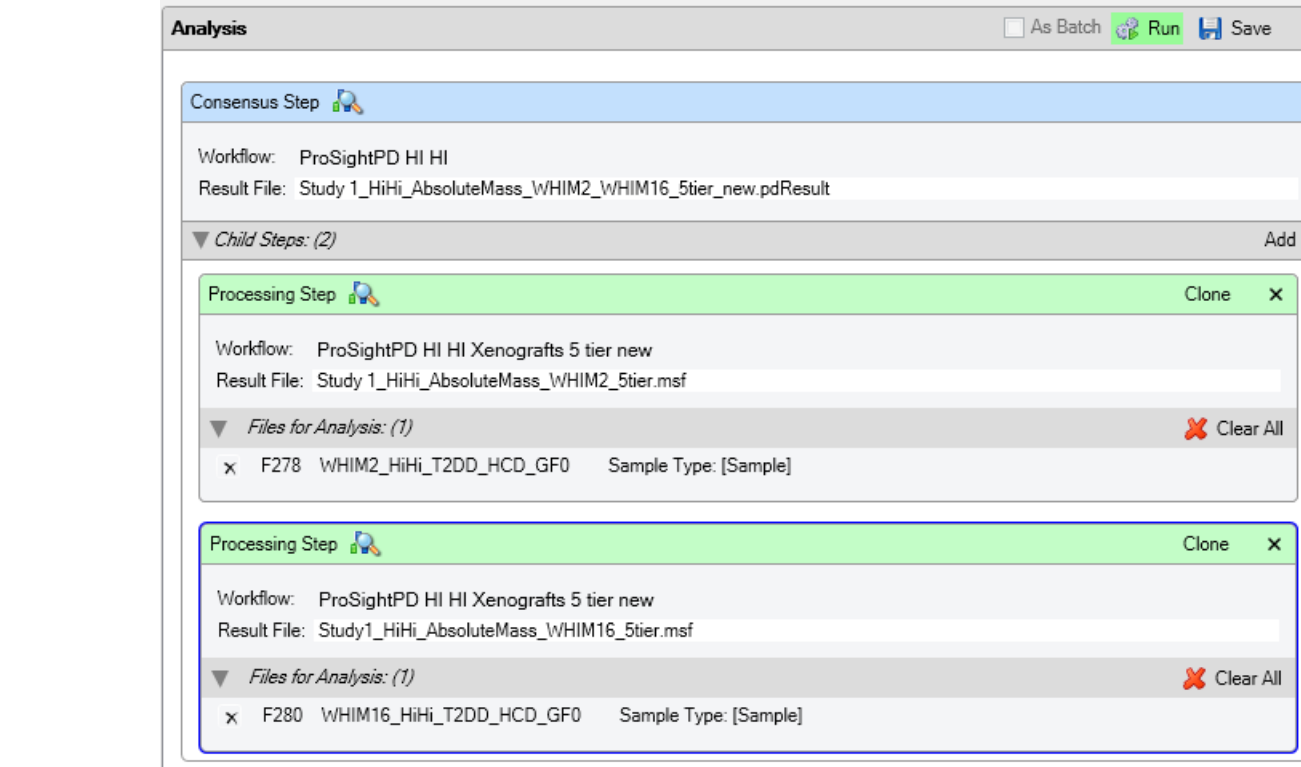 Analysis As Batch Run Save
Consensus Step
Workflow: ProSightPD HI HI
Result File: Study 1_HiHi_AbsoluteMass_WHIM2_WHIM16_5tier_new.pdResult
Child Steps: (2) Add
Processing Step Clone ×
Workflow: ProSightPD HI HI Xenografts 5 tier new
Result File: Study 1_HiHi_AbsoluteMass_WHIM2_5tier.msf
Files for Analysis: (1) Clear All
× F278 WHIM2_HiHi_T2DD_HCD_GF0 Sample Type: [Sample]
Processing Step Clone ×
Workflow: ProSightPD HI HI Xenografts 5 tier new
Result File: Study1_HiHi_AbsoluteMass_WHIM16_5tier.msf
Files for Analysis: (1) Clear All
× F280 WHIM16_HiHi_T2DD_HCD_GF0 Sample Type: [Sample]